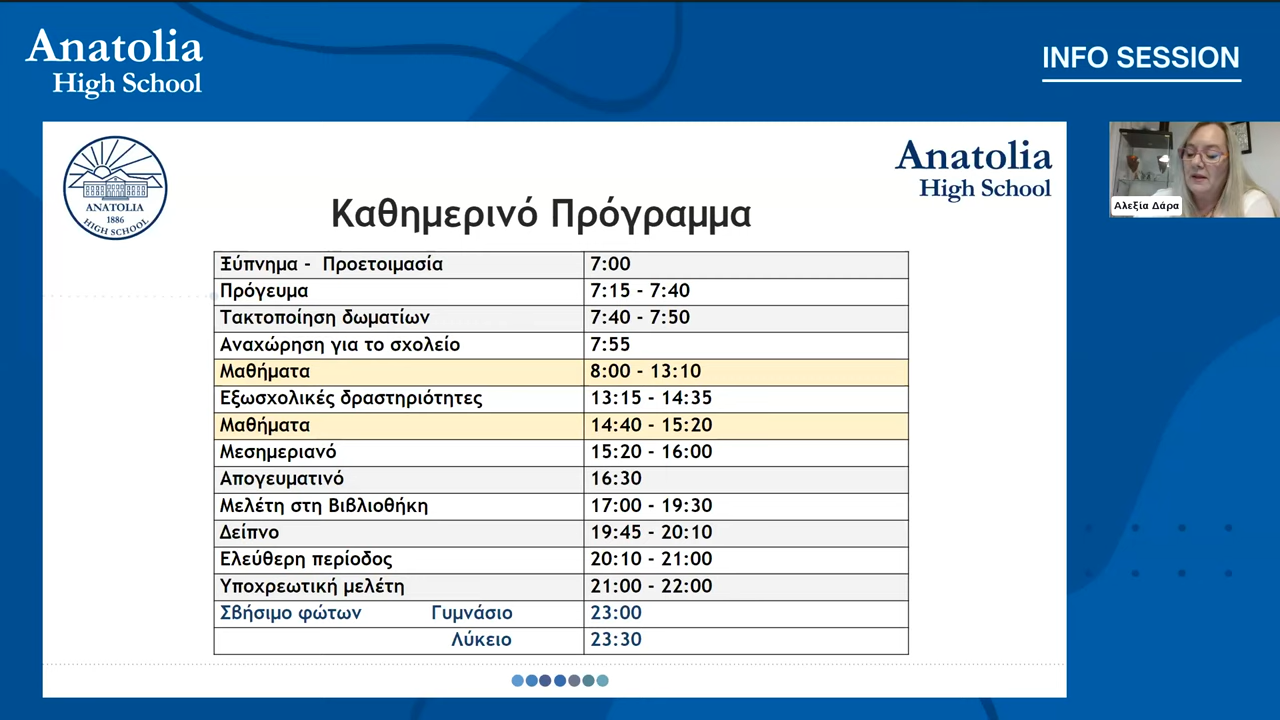 Anatolia
High School
INFO SESSION
ANATOLIA
1886
HIGH SCHOOL
Anatolia
High School
Αλεξία Δάρα
Καθημερινό Πρόγραμμα
Ξύπνημα - Προετοιμασία 7:00
Πρόγευμα 7:15 - 7:40
Τακτοποίηση δωματίων 7:40 - 7:50
Αναχώρηση για το σχολείο 7:55
Μαθήματα 8:00 - 13:10
Εξωσχολικές δραστηριότητες 13:15 - 14:35
Μαθήματα 14:40 - 15:20
Μεσημεριανό 15:20 - 16:00
Απογευματινό 16:30
Μελέτη στη Βιβλιοθήκη 17:00 - 19:30
Δείπνο 19:45 - 20:10
Ελεύθερη περίοδος 20:10 - 21:00
Υποχρεωτική μελέτη 21:00 - 22:00
Σβήσιμο φώτων Γυμνάσιο 23:00
Λύκειο 23:30